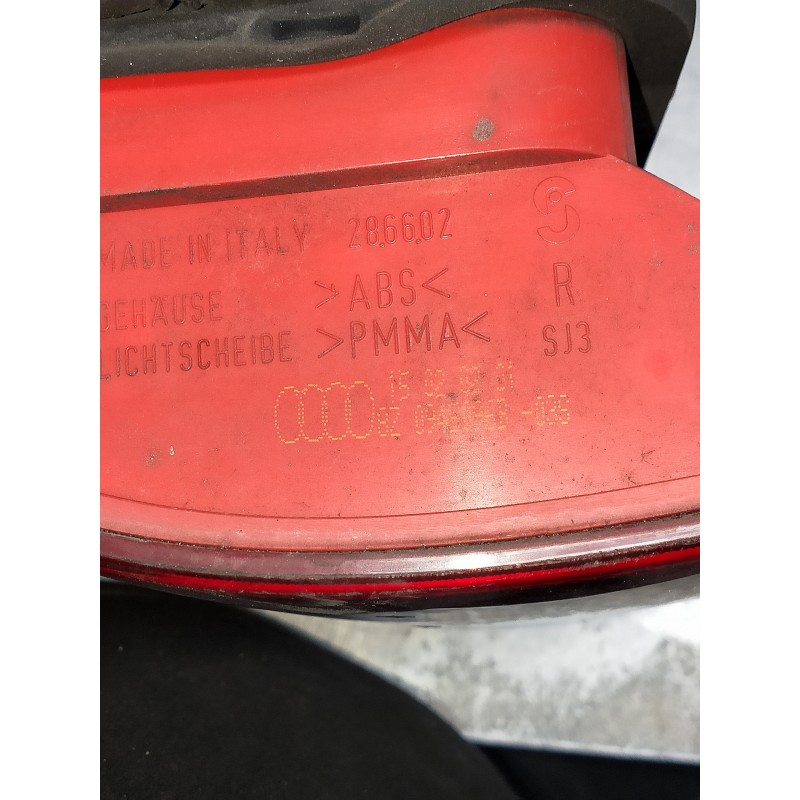 MADE IN ITALY 28.66.02
GEHÄUSE >ABS< R
LICHTSCHEIBE >PMMA< SJ3